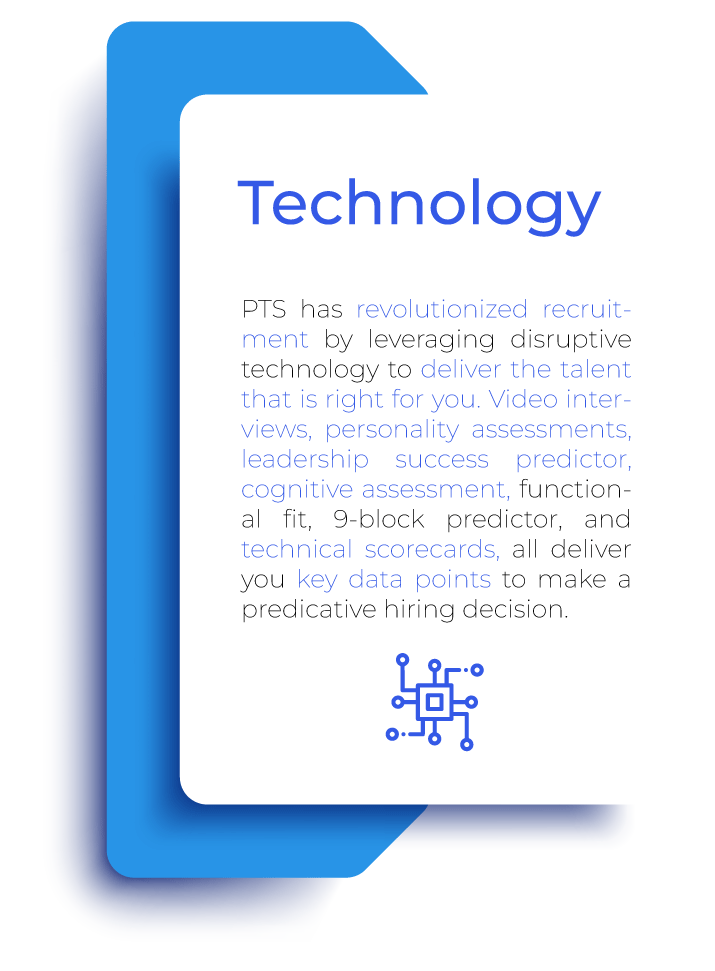 Technology
PTS has revolutionized recruit-
ment by leveraging disruptive
technology to deliver the talent
that is right for you. Video inter-
views, personality assessments,
leadership success predictor,
cognitive assessment, function-
al fit, 9-block predictor, and
technical scorecards, all deliver
you key data points to make a
predicative hiring decision.